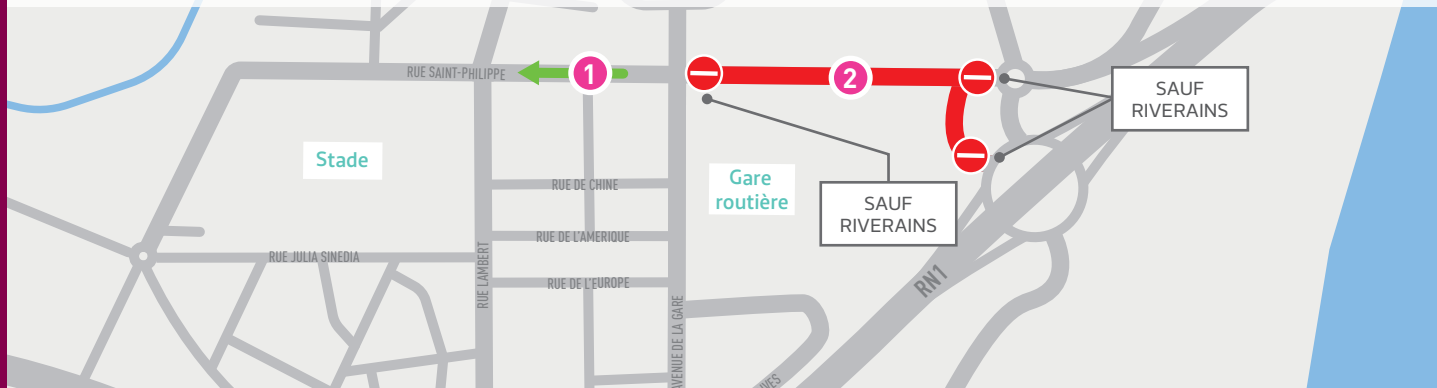 RUE SAINT-PHILIPPE
1
2
SAUF
RIVERAINS
Stade
Gare
routière
RUE DE CHINE
SAUF
RIVERAINS
RUE DE L'AMERIQUE
RUE JULIA SINEDIA
RUE LAMBERT
RUE DE L'EUROPE
RN1
AVENUE DE LA GARE